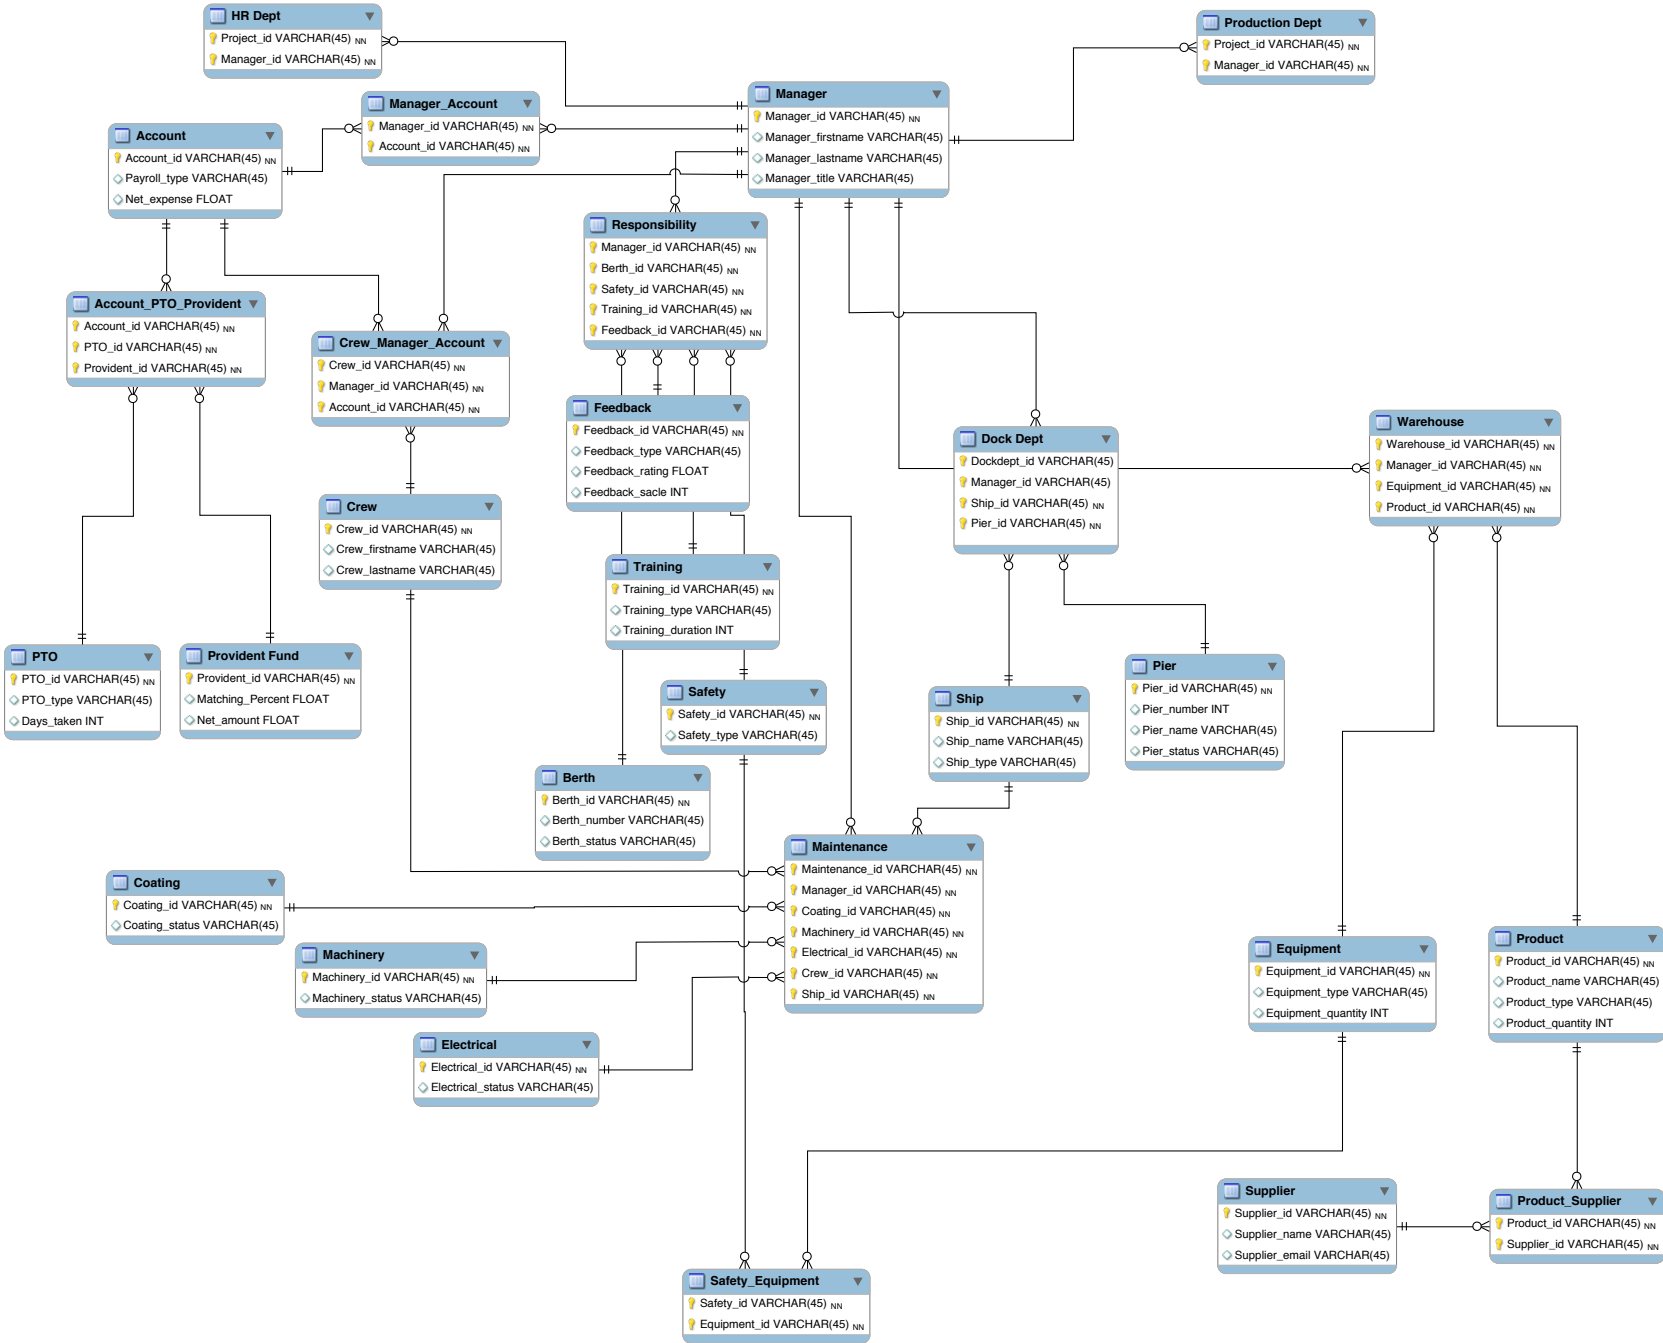 HR Dept
Project_id VARCHAR(45) NN
Manager_id VARCHAR(45) NN
Production Dept
Project_id VARCHAR(45) NN
Manager_id VARCHAR(45) NN
Manager
Manager_id VARCHAR(45) NN
Manager_firstname VARCHAR(45)
Manager_lastname VARCHAR(45)
Manager_title VARCHAR(45)
Manager_Account
Manager_id VARCHAR(45) NN
Account_id VARCHAR(45) NN
Account
Account_id VARCHAR(45) NN
Payroll_type VARCHAR(45)
Net_expense FLOAT
Responsibility
Manager_id VARCHAR(45) NN
Berth_id VARCHAR(45) NN
Safety_id VARCHAR(45) NN
Training_id VARCHAR(45) NN
Feedback_id VARCHAR(45) NN
Account_PTO_Provident
Account_id VARCHAR(45) NN
PTO_id VARCHAR(45) NN
Provident_id VARCHAR(45) NN
Crew_Manager_Account
Crew_id VARCHAR(45) NN
Manager_id VARCHAR(45) NN
Account_id VARCHAR(45) NN
Feedback
Feedback_id VARCHAR(45) NN
Feedback_type VARCHAR(45)
Feedback_rating FLOAT
Feedback_sacle INT
Dock Dept
Dockdept_id VARCHAR(45)
Manager_id VARCHAR(45)
Ship_id VARCHAR(45) NN
Pier_id VARCHAR(45) NN
Warehouse
Warehouse_id VARCHAR(45) NN
Manager_id VARCHAR(45) NN
Equipment_id VARCHAR(45) NN
Product_id VARCHAR(45) NN
Crew
Crew_id VARCHAR(45) NN
Crew_firstname VARCHAR(45)
Crew_lastname VARCHAR(45)
Training
Training_id VARCHAR(45) NN
Training_type VARCHAR(45)
Training_duration INT
PTO
PTO_id VARCHAR(45) NN
PTO_type VARCHAR(45)
Days_taken INT
Provident Fund
Provident_id VARCHAR(45) NN
Matching_Percent FLOAT
Net_amount FLOAT
Safety
Safety_id VARCHAR(45) NN
Safety_type VARCHAR(45)
Ship
Ship_id VARCHAR(45) NN
Ship_name VARCHAR(45)
Ship_type VARCHAR(45)
Pier
Pier_id VARCHAR(45) NN
Pier_number INT
Pier_name VARCHAR(45)
Pier_status VARCHAR(45)
Berth
Berth_id VARCHAR(45) NN
Berth_number VARCHAR(45)
Berth_status VARCHAR(45)
Maintenance
Maintenance_id VARCHAR(45) NN
Manager_id VARCHAR(45) NN
Coating_id VARCHAR(45) NN
Machinery_id VARCHAR(45) NN
Electrical_id VARCHAR(45) NN
Crew_id VARCHAR(45) NN
Ship_id VARCHAR(45) NN
Coating
Coating_id VARCHAR(45) NN
Coating_status VARCHAR(45)
Machinery
Machinery_id VARCHAR(45) NN
Machinery_status VARCHAR(45)
Electrical
Electrical_id VARCHAR(45) NN
Electrical_status VARCHAR(45)
Equipment
Equipment_id VARCHAR(45) NN
Equipment_type VARCHAR(45)
Equipment_quantity INT
Product
Product_id VARCHAR(45) NN
Product_name VARCHAR(45)
Product_type VARCHAR(45)
Product_quantity INT
Supplier
Supplier_id VARCHAR(45) NN
Supplier_name VARCHAR(45)
Supplier_email VARCHAR(45)
Product_Supplier
Product_id VARCHAR(45) NN
Supplier_id VARCHAR(45) NN
Safety_Equipment
Safety_id VARCHAR(45) NN
Equipment_id VARCHAR(45) NN